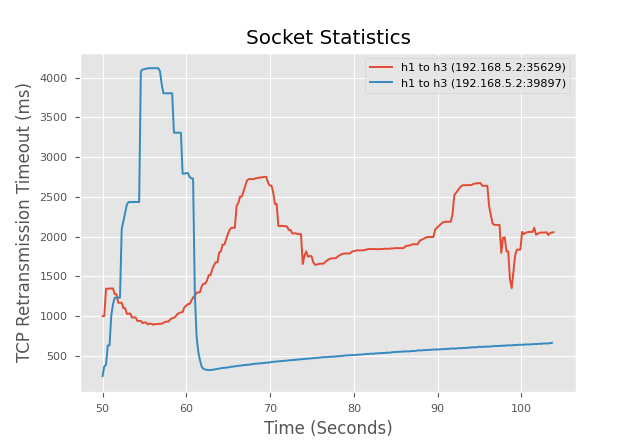 Socket Statistics
h1 to h3 (192.168.5.2:35629)
h1 to h3 (192.168.5.2:39897)
TCP Retransmission Timeout (ms)
4000
3500
3000
2500
2000
1500
1000
500
50 60 70 80 90 100
Time (Seconds)